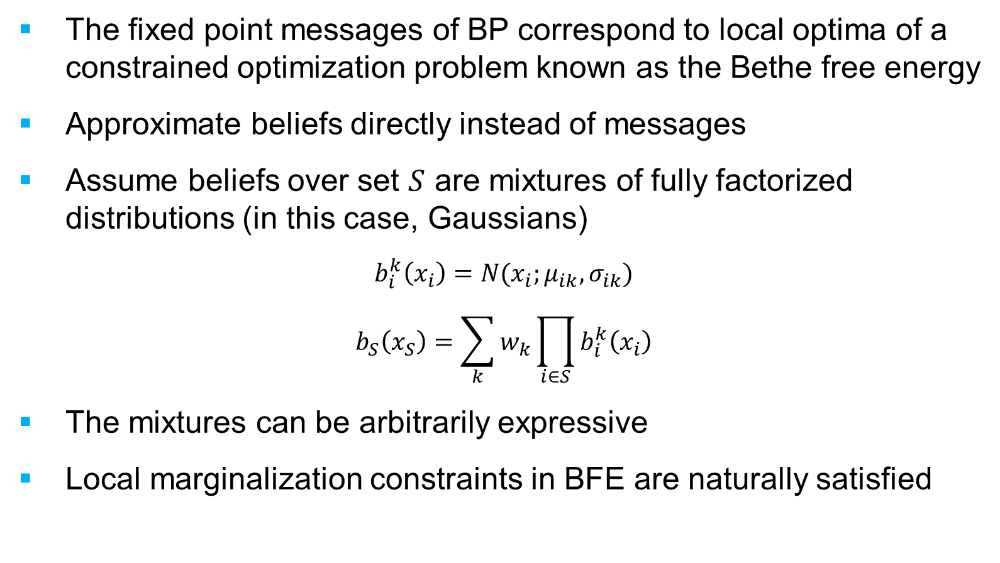 ▪ The fixed point messages of BP correspond to local optima of a
constrained optimization problem known as the Bethe free energy
▪ Approximate beliefs directly instead of messages
▪ Assume beliefs over set 𝑆 are mixtures of fully factorized
distributions (in this case, Gaussians)
$b_i^k(x_i) = N(x_i; \mu_{ik}, \sigma_{ik})$
$b_S(x_S) = \sum_k w_k \prod_{i \in S} b_i^k(x_i)$
▪ The mixtures can be arbitrarily expressive
▪ Local marginalization constraints in BFE are naturally satisfied